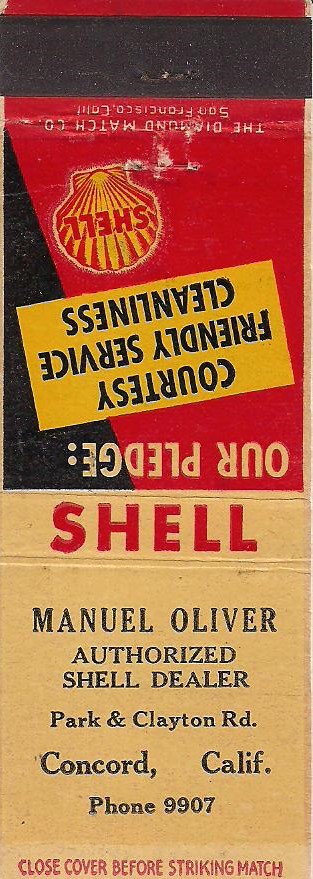 THE DIAMOND MATCH CO.
San Francisco, Calif.
SHELL
OUR PLEDGE:
COURTESY
FRIENDLY SERVICE
CLEANLINESS
SHELL
MANUEL OLIVER
AUTHORIZED
SHELL DEALER
Park & Clayton Rd.
Concord, Calif.
Phone 9907
CLOSE COVER BEFORE STRIKING MATCH